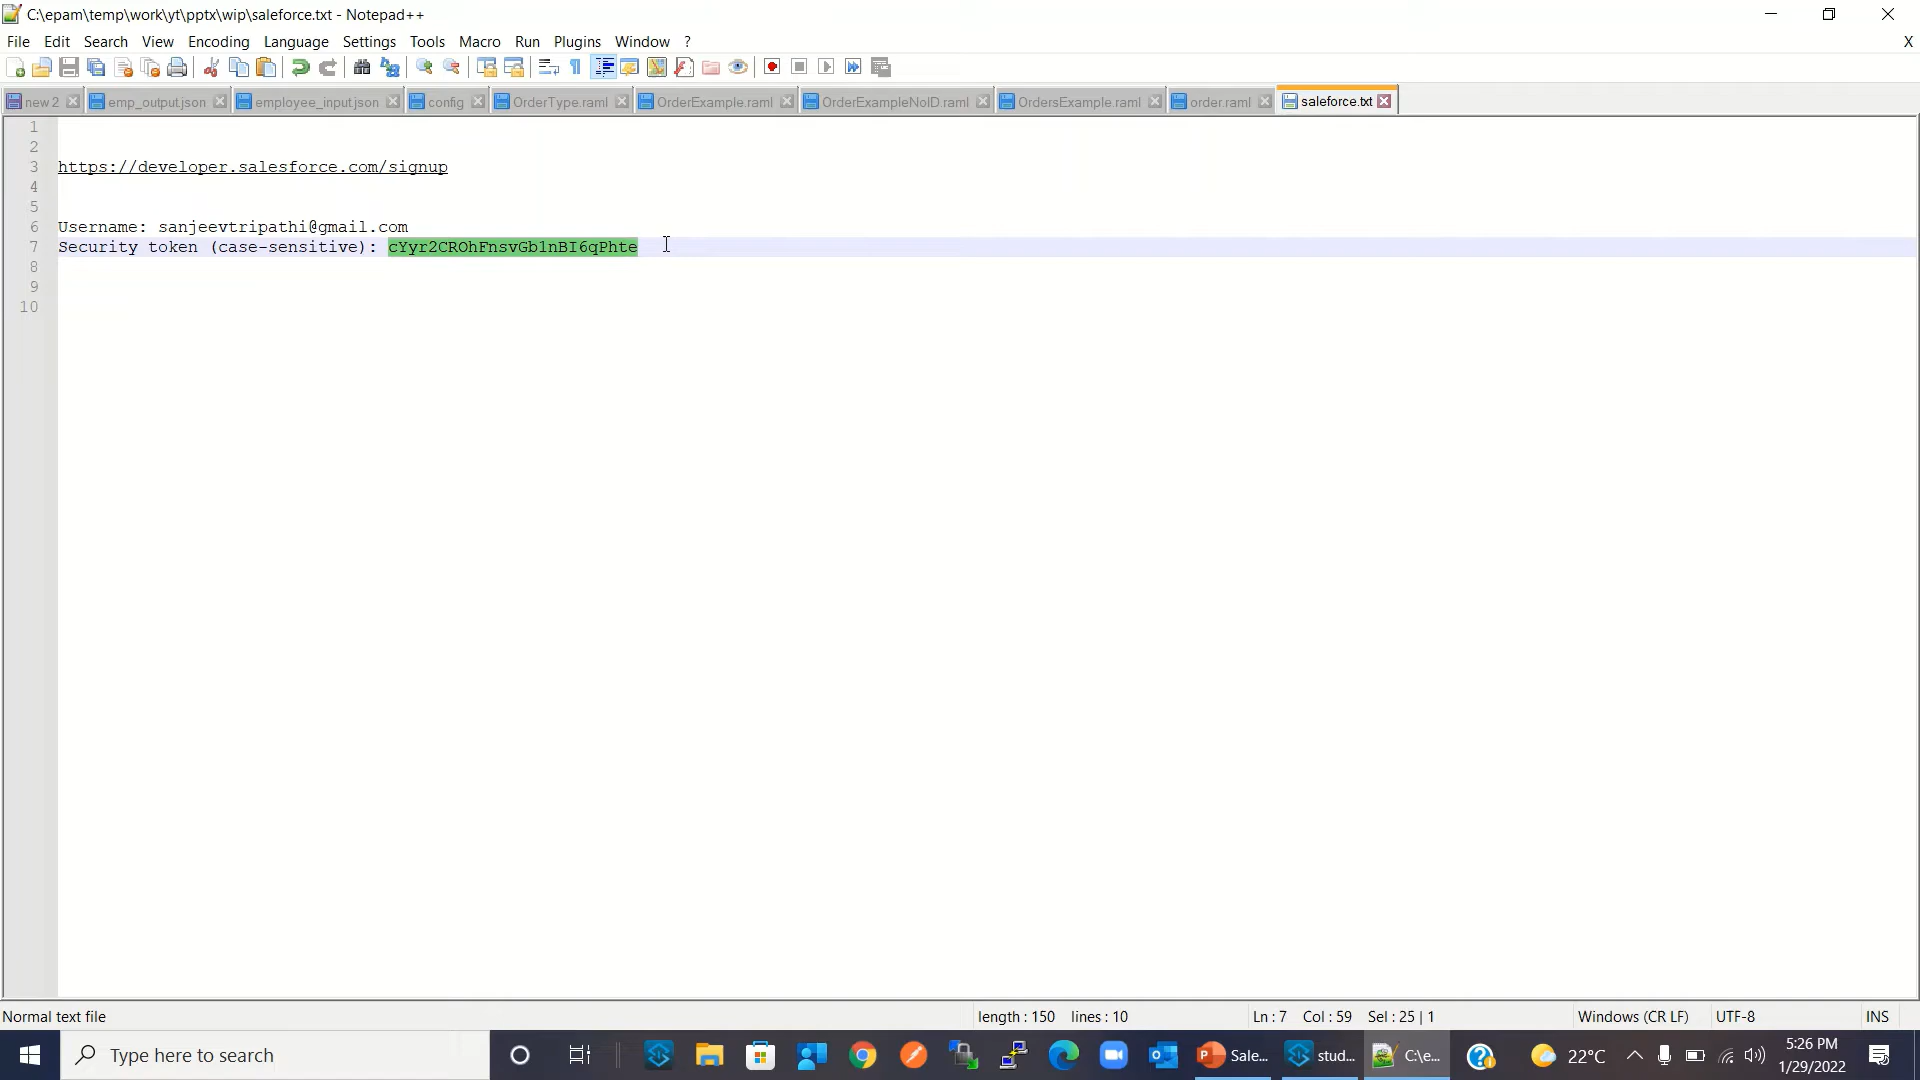 C:\epam\temp\work\yt\pptx\wip\saleforce.txt - Notepad++
File Edit Search View Encoding Language Settings Tools Macro Run Plugins Window ? X
new 2 emp_output.json employee_input.json config OrderType.raml OrderExample.raml OrderExampleNoID.raml OrdersExample.raml order.raml saleforce.txt
1
2
3 https://developer.salesforce.com/signup
4
5
6 Username: sanjeevtripathi@gmail.com
7 Security token (case-sensitive): cYyr2CROhFnsvGb1nBI6qPhte
8
9
10
Normal text file length : 150 lines : 10 Ln : 7 Col : 59 Sel : 25 | 1 Windows (CR LF) UTF-8 INS
Type here to search Sale... stud... C:\e... 22°C 5:26 PM
1/29/2022